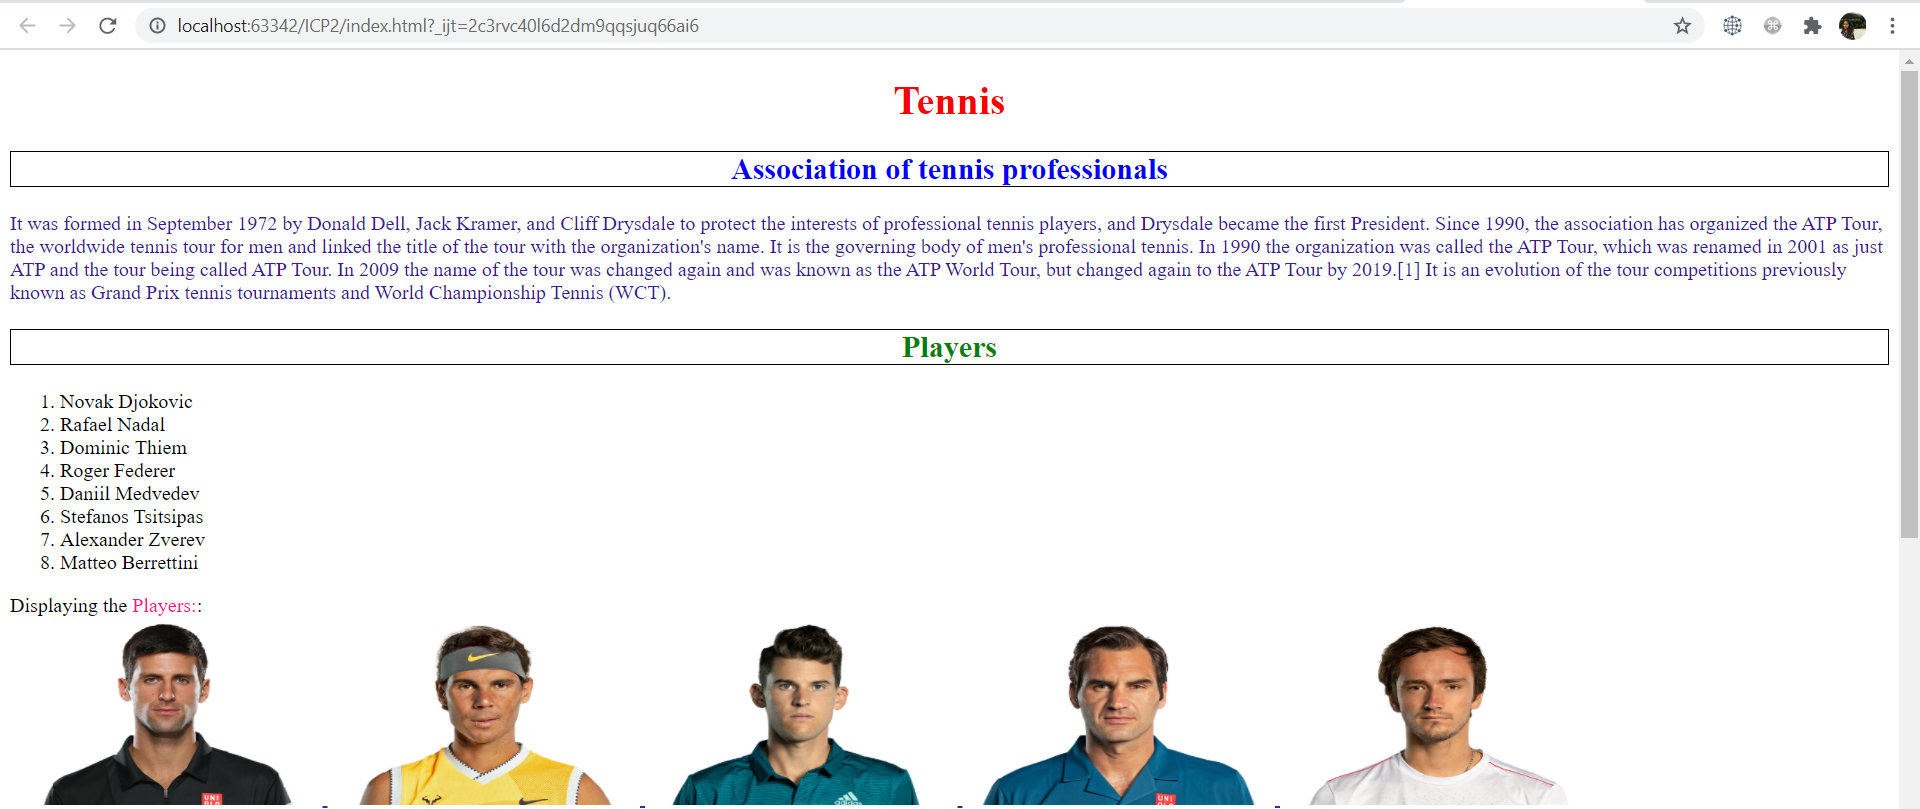 localhost:63342/ICP2/index.html?_ijt=2c3rvc40l6d2dm9qqsjuq66ai6
Tennis
Association of tennis professionals
It was formed in September 1972 by Donald Dell, Jack Kramer, and Cliff Drysdale to protect the interests of professional tennis players, and Drysdale became the first President. Since 1990, the association has organized the ATP Tour,
the worldwide tennis tour for men and linked the title of the tour with the organization's name. It is the governing body of men's professional tennis. In 1990 the organization was called the ATP Tour, which was renamed in 2001 as just
ATP and the tour being called ATP Tour. In 2009 the name of the tour was changed again and was known as the ATP World Tour, but changed again to the ATP Tour by 2019.[1] It is an evolution of the tour competitions previously
known as Grand Prix tennis tournaments and World Championship Tennis (WCT).
Players
1. Novak Djokovic
2. Rafael Nadal
3. Dominic Thiem
4. Roger Federer
5. Daniil Medvedev
6. Stefanos Tsitsipas
7. Alexander Zverev
8. Matteo Berrettini
Displaying the Players::
adidas